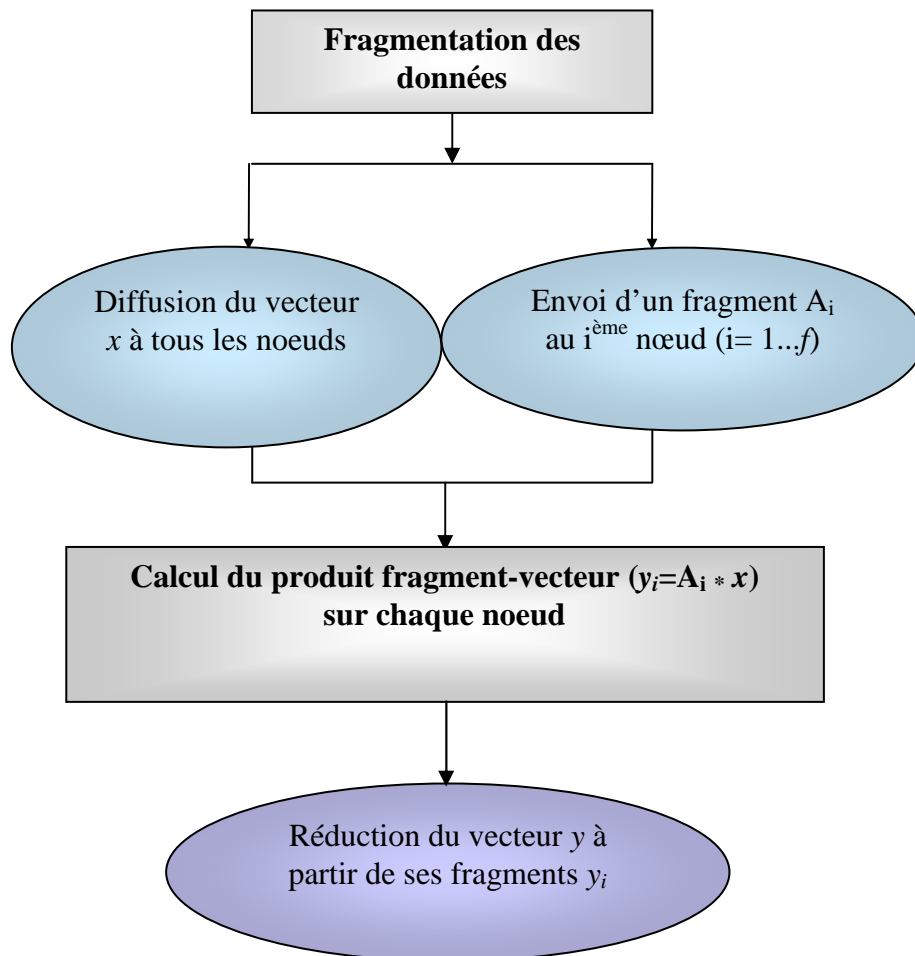 Fragmentation des
données
Diffusion du vecteur
x à tous les noeuds
Envoi d’un fragment Aᵢ
au iᵉ̀ᵐᵉ nœud (i= 1...f)
Calcul du produit fragment-vecteur (yᵢ=Aᵢ * x)
sur chaque noeud
Réduction du vecteur y à
partir de ses fragments yᵢ